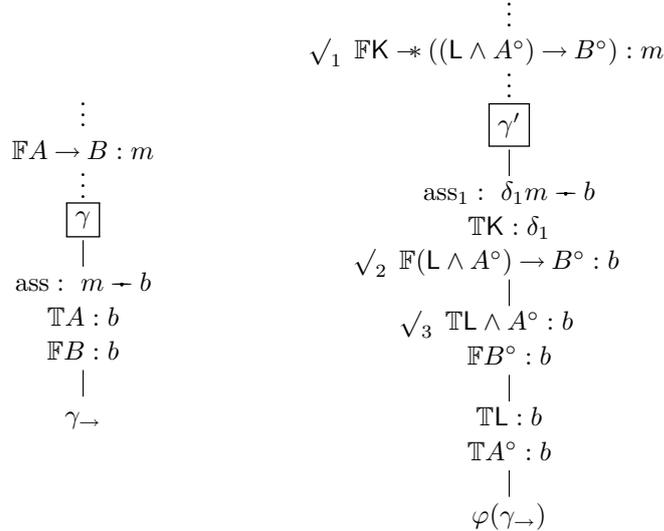 𝔽A → B : m
γ
ass : m ⤙ b
𝕋A : b
𝔽B : b
γ→
√1 𝔽K −∗ ((L ∧ A°) → B°) : m
γ′
ass1 : δ1m ⤙ b
𝕋K : δ1
√2 𝔽(L ∧ A°) → B° : b
√3 𝕋L ∧ A° : b
𝔽B° : b
𝕋L : b
𝕋A° : b
φ(γ→)